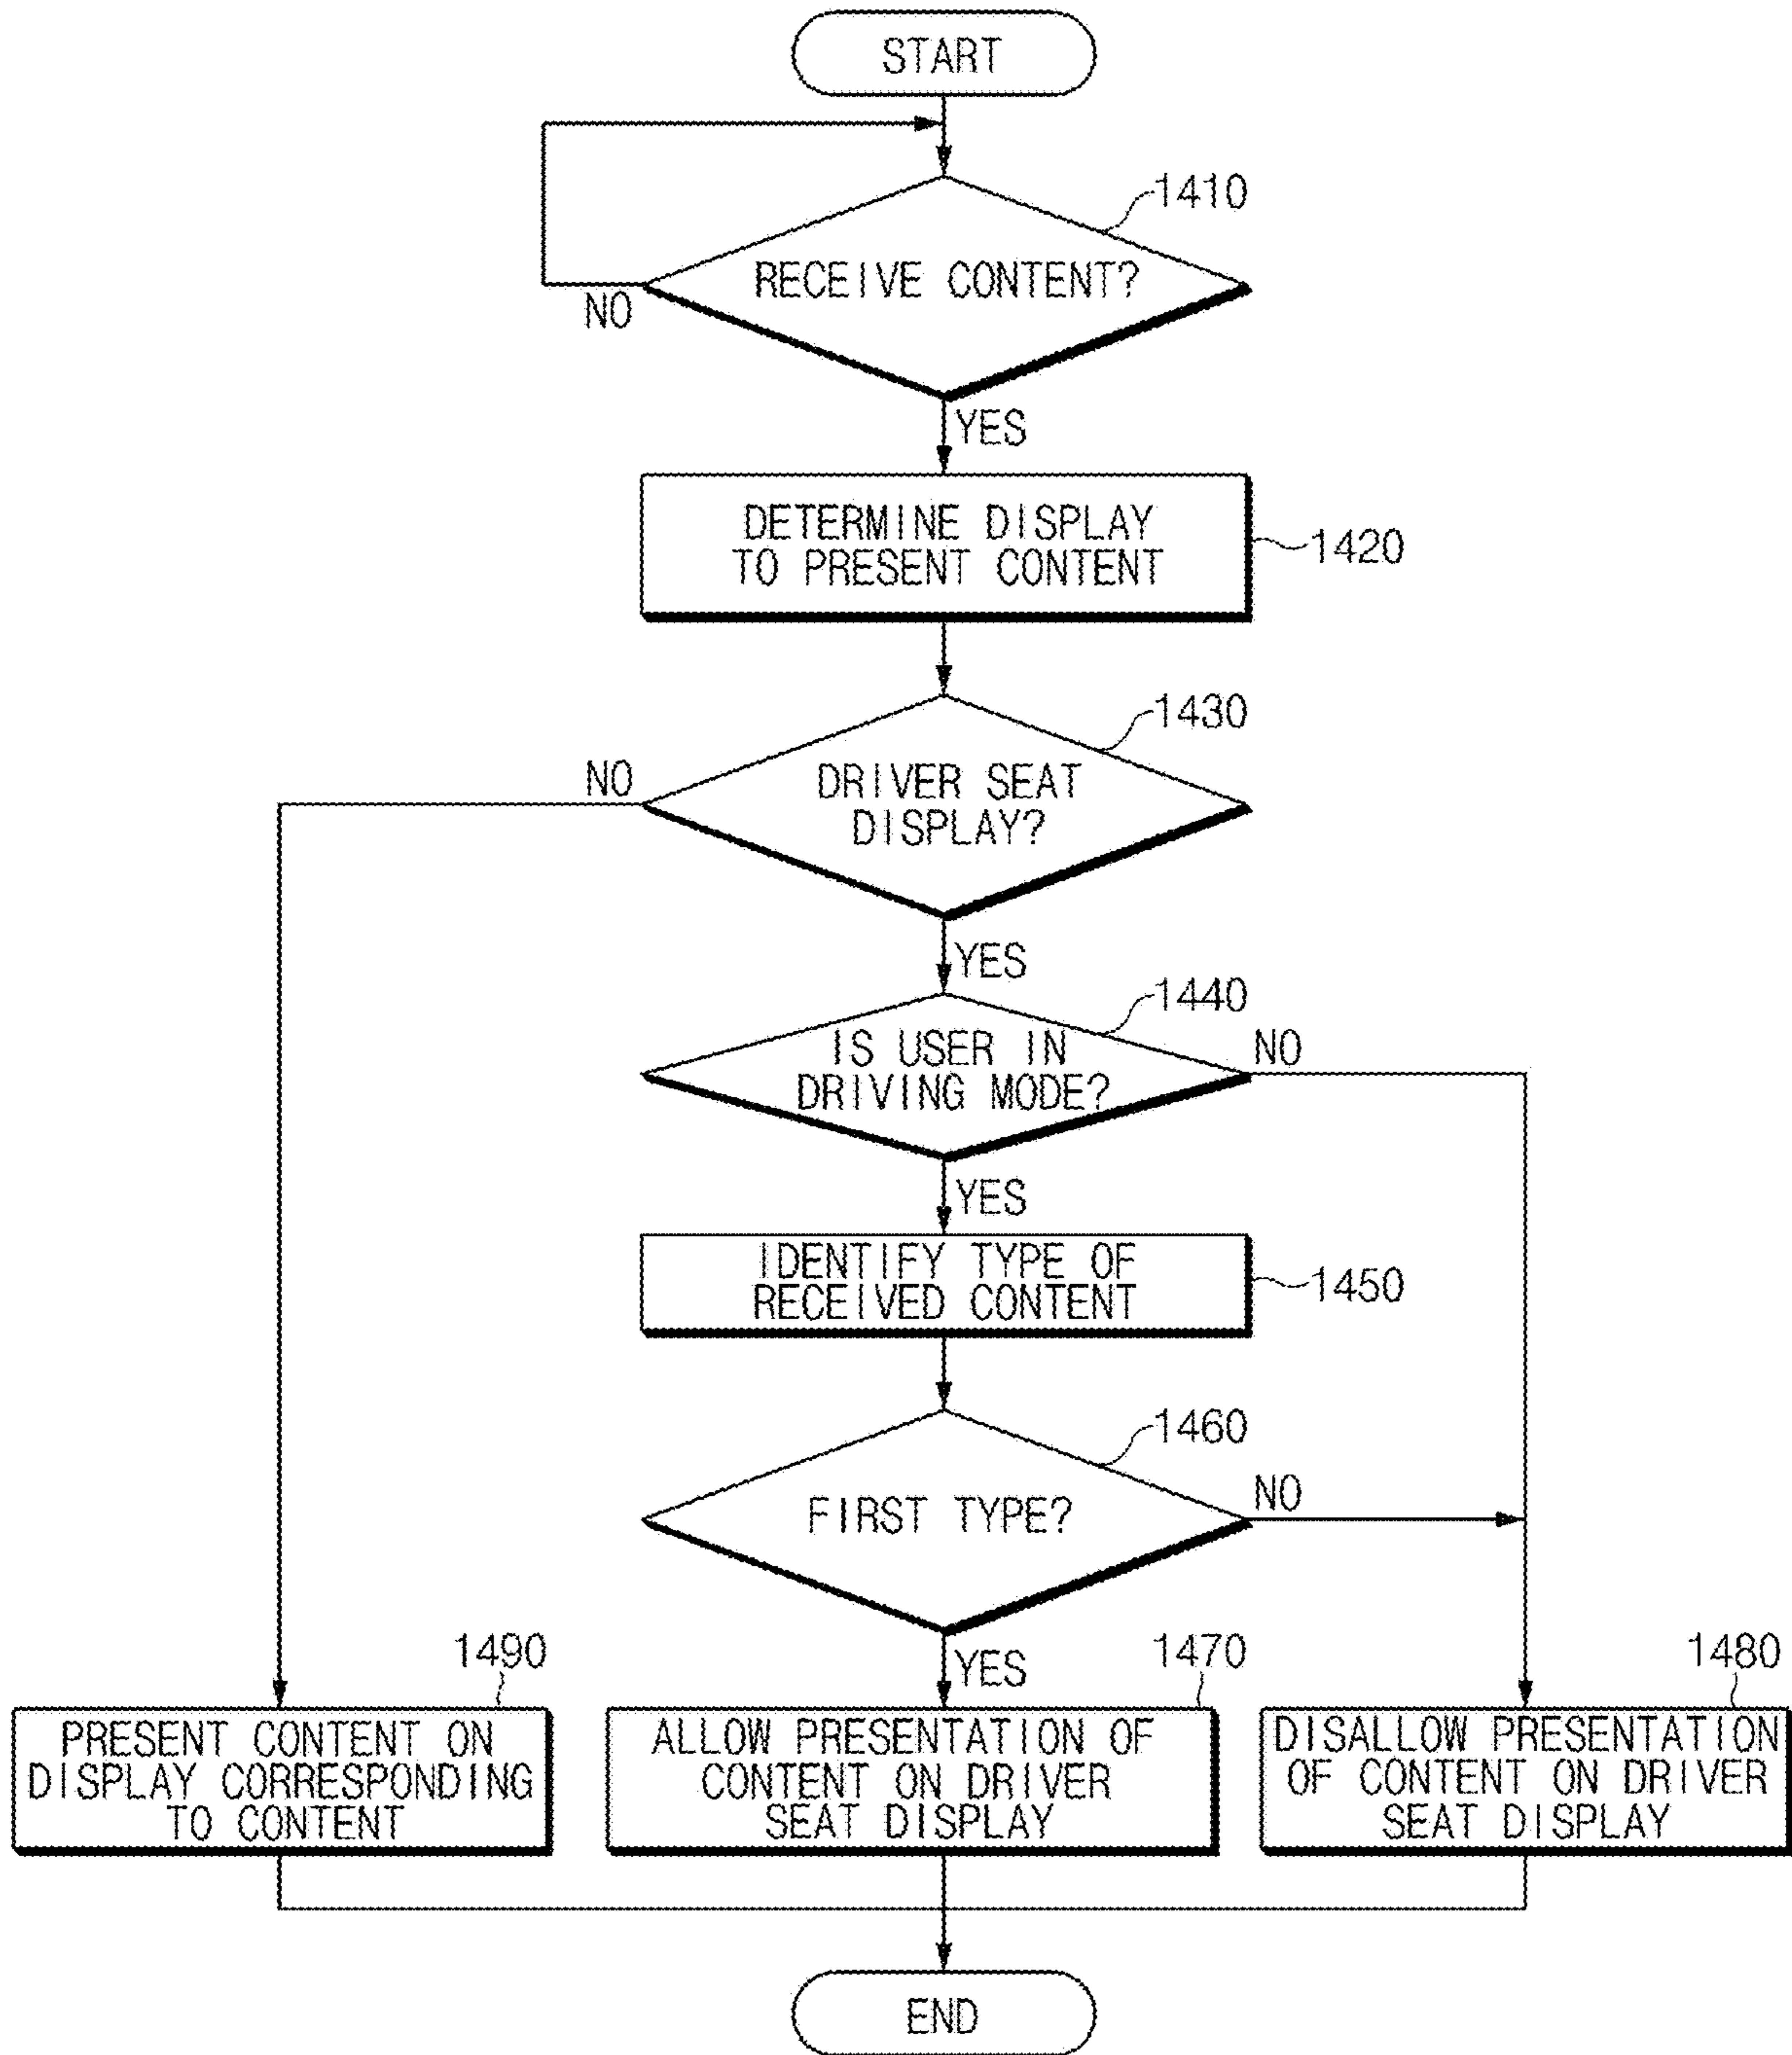 START
1410
RECEIVE CONTENT?
NO
YES
DETERMINE DISPLAY
TO PRESENT CONTENT
1420
1430
NO
DRIVER SEAT
DISPLAY?
YES
1440
IS USER IN
DRIVING MODE?
NO
YES
IDENTIFY TYPE OF
RECEIVED CONTENT
1450
1460
FIRST TYPE?
NO
YES
1490
PRESENT CONTENT ON
DISPLAY CORRESPONDING
TO CONTENT
1470
ALLOW PRESENTATION OF
CONTENT ON DRIVER
SEAT DISPLAY
1480
DISALLOW PRESENTATION
OF CONTENT ON DRIVER
SEAT DISPLAY
END